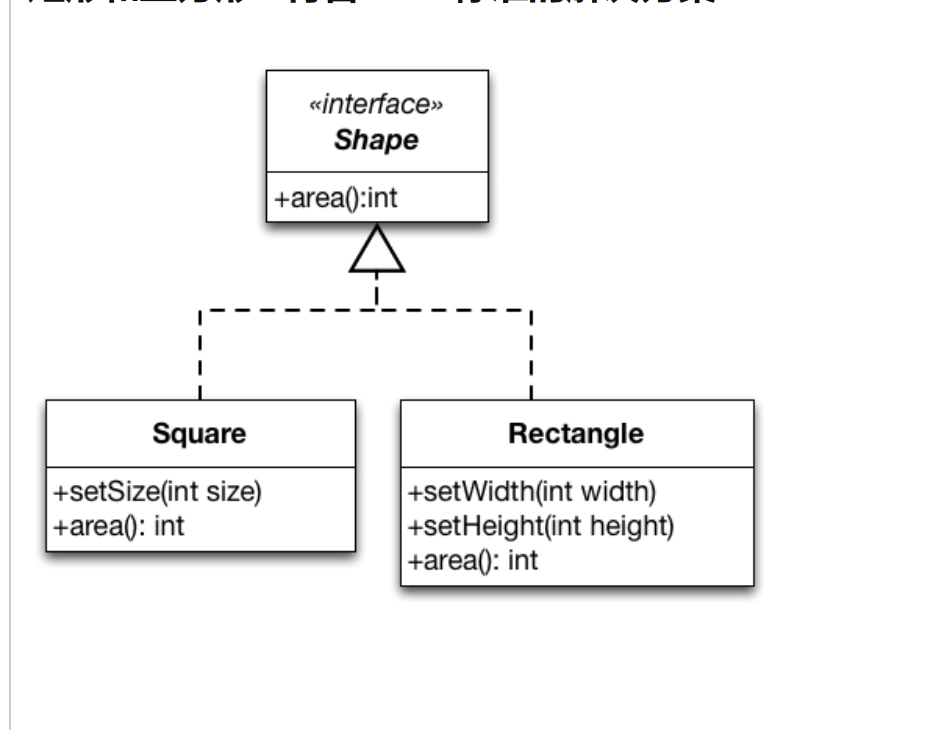 «interface»
Shape
+area():int
Square
+setSize(int size)
+area(): int
Rectangle
+setWidth(int width)
+setHeight(int height)
+area(): int